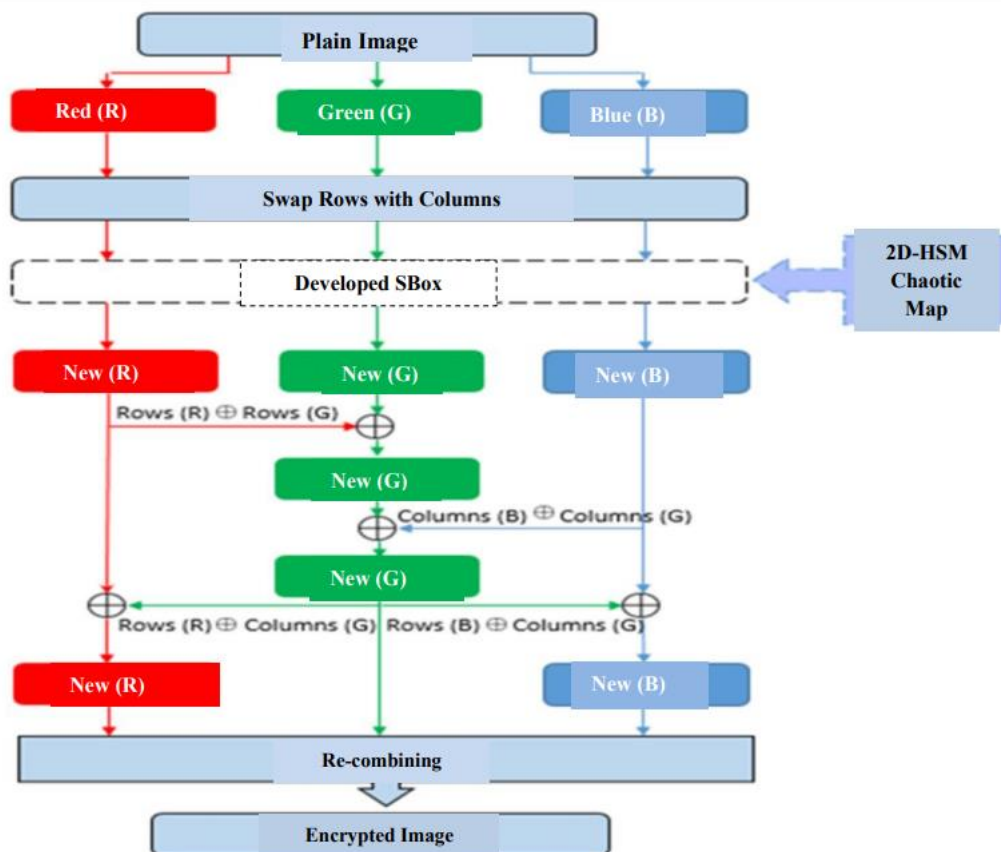 Plain Image
Red (R)
Green (G)
Blue (B)
Swap Rows with Columns
Developed SBox
2D-HSM
Chaotic
Map
New (R)
New (G)
New (B)
Rows (R) ⊕ Rows (G)
New (G)
Columns (B) ⊕ Columns (G)
New (G)
Rows (R) ⊕ Columns (G)
Rows (B) ⊕ Columns (G)
New (R)
New (B)
Re-combining
Encrypted Image